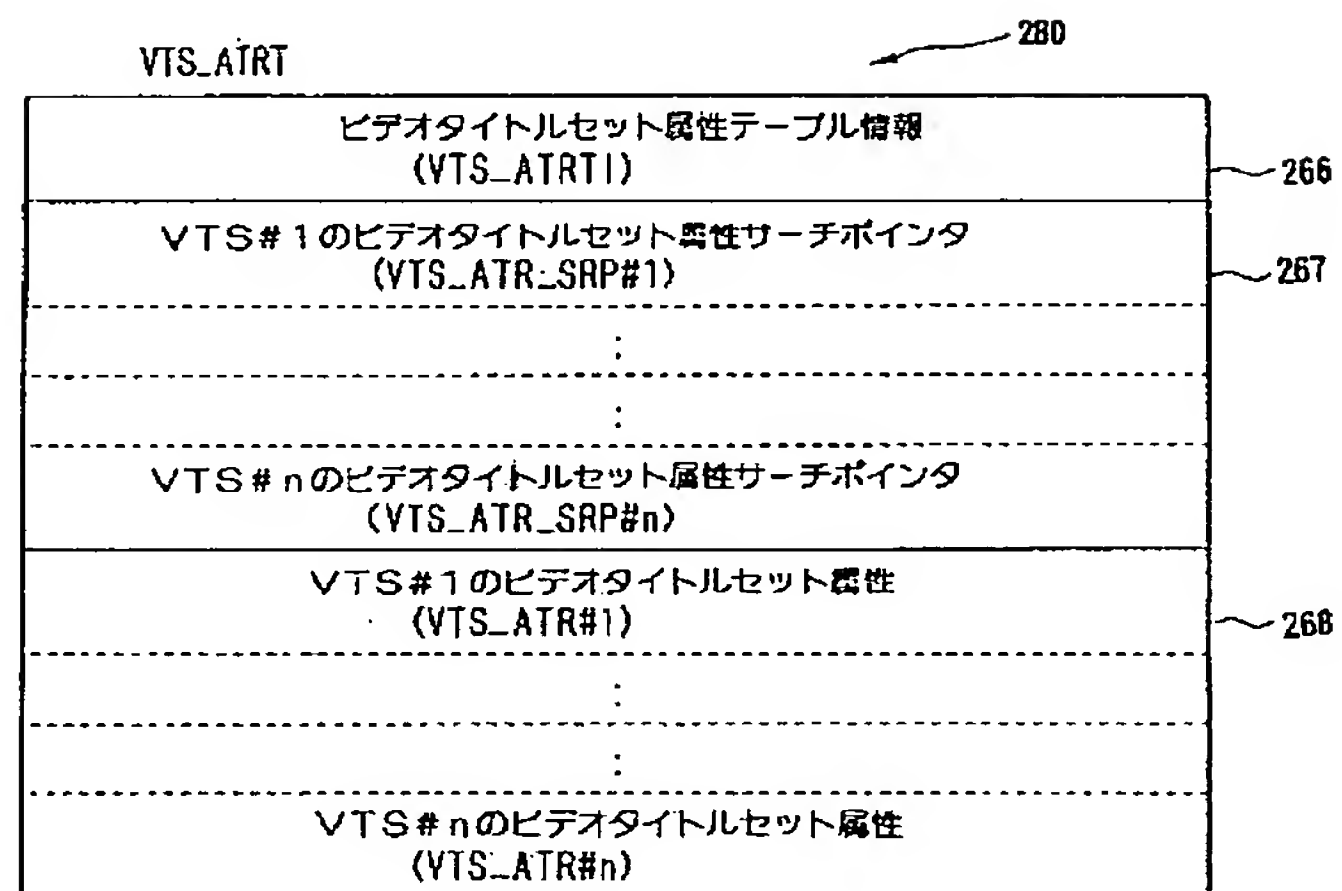 VTS_ATRT
280
ビデオタイトルセット属性テーブル情報
(VTS_ATRTI)
266
VTS#1のビデオタイトルセット属性サーチポインタ
(VTS_ATR_SRP#1)
267
:
:
VTS#nのビデオタイトルセット属性サーチポインタ
(VTS_ATR_SRP#n)
VTS#1のビデオタイトルセット属性
(VTS_ATR#1)
268
:
:
VTS#nのビデオタイトルセット属性
(VTS_ATR#n)